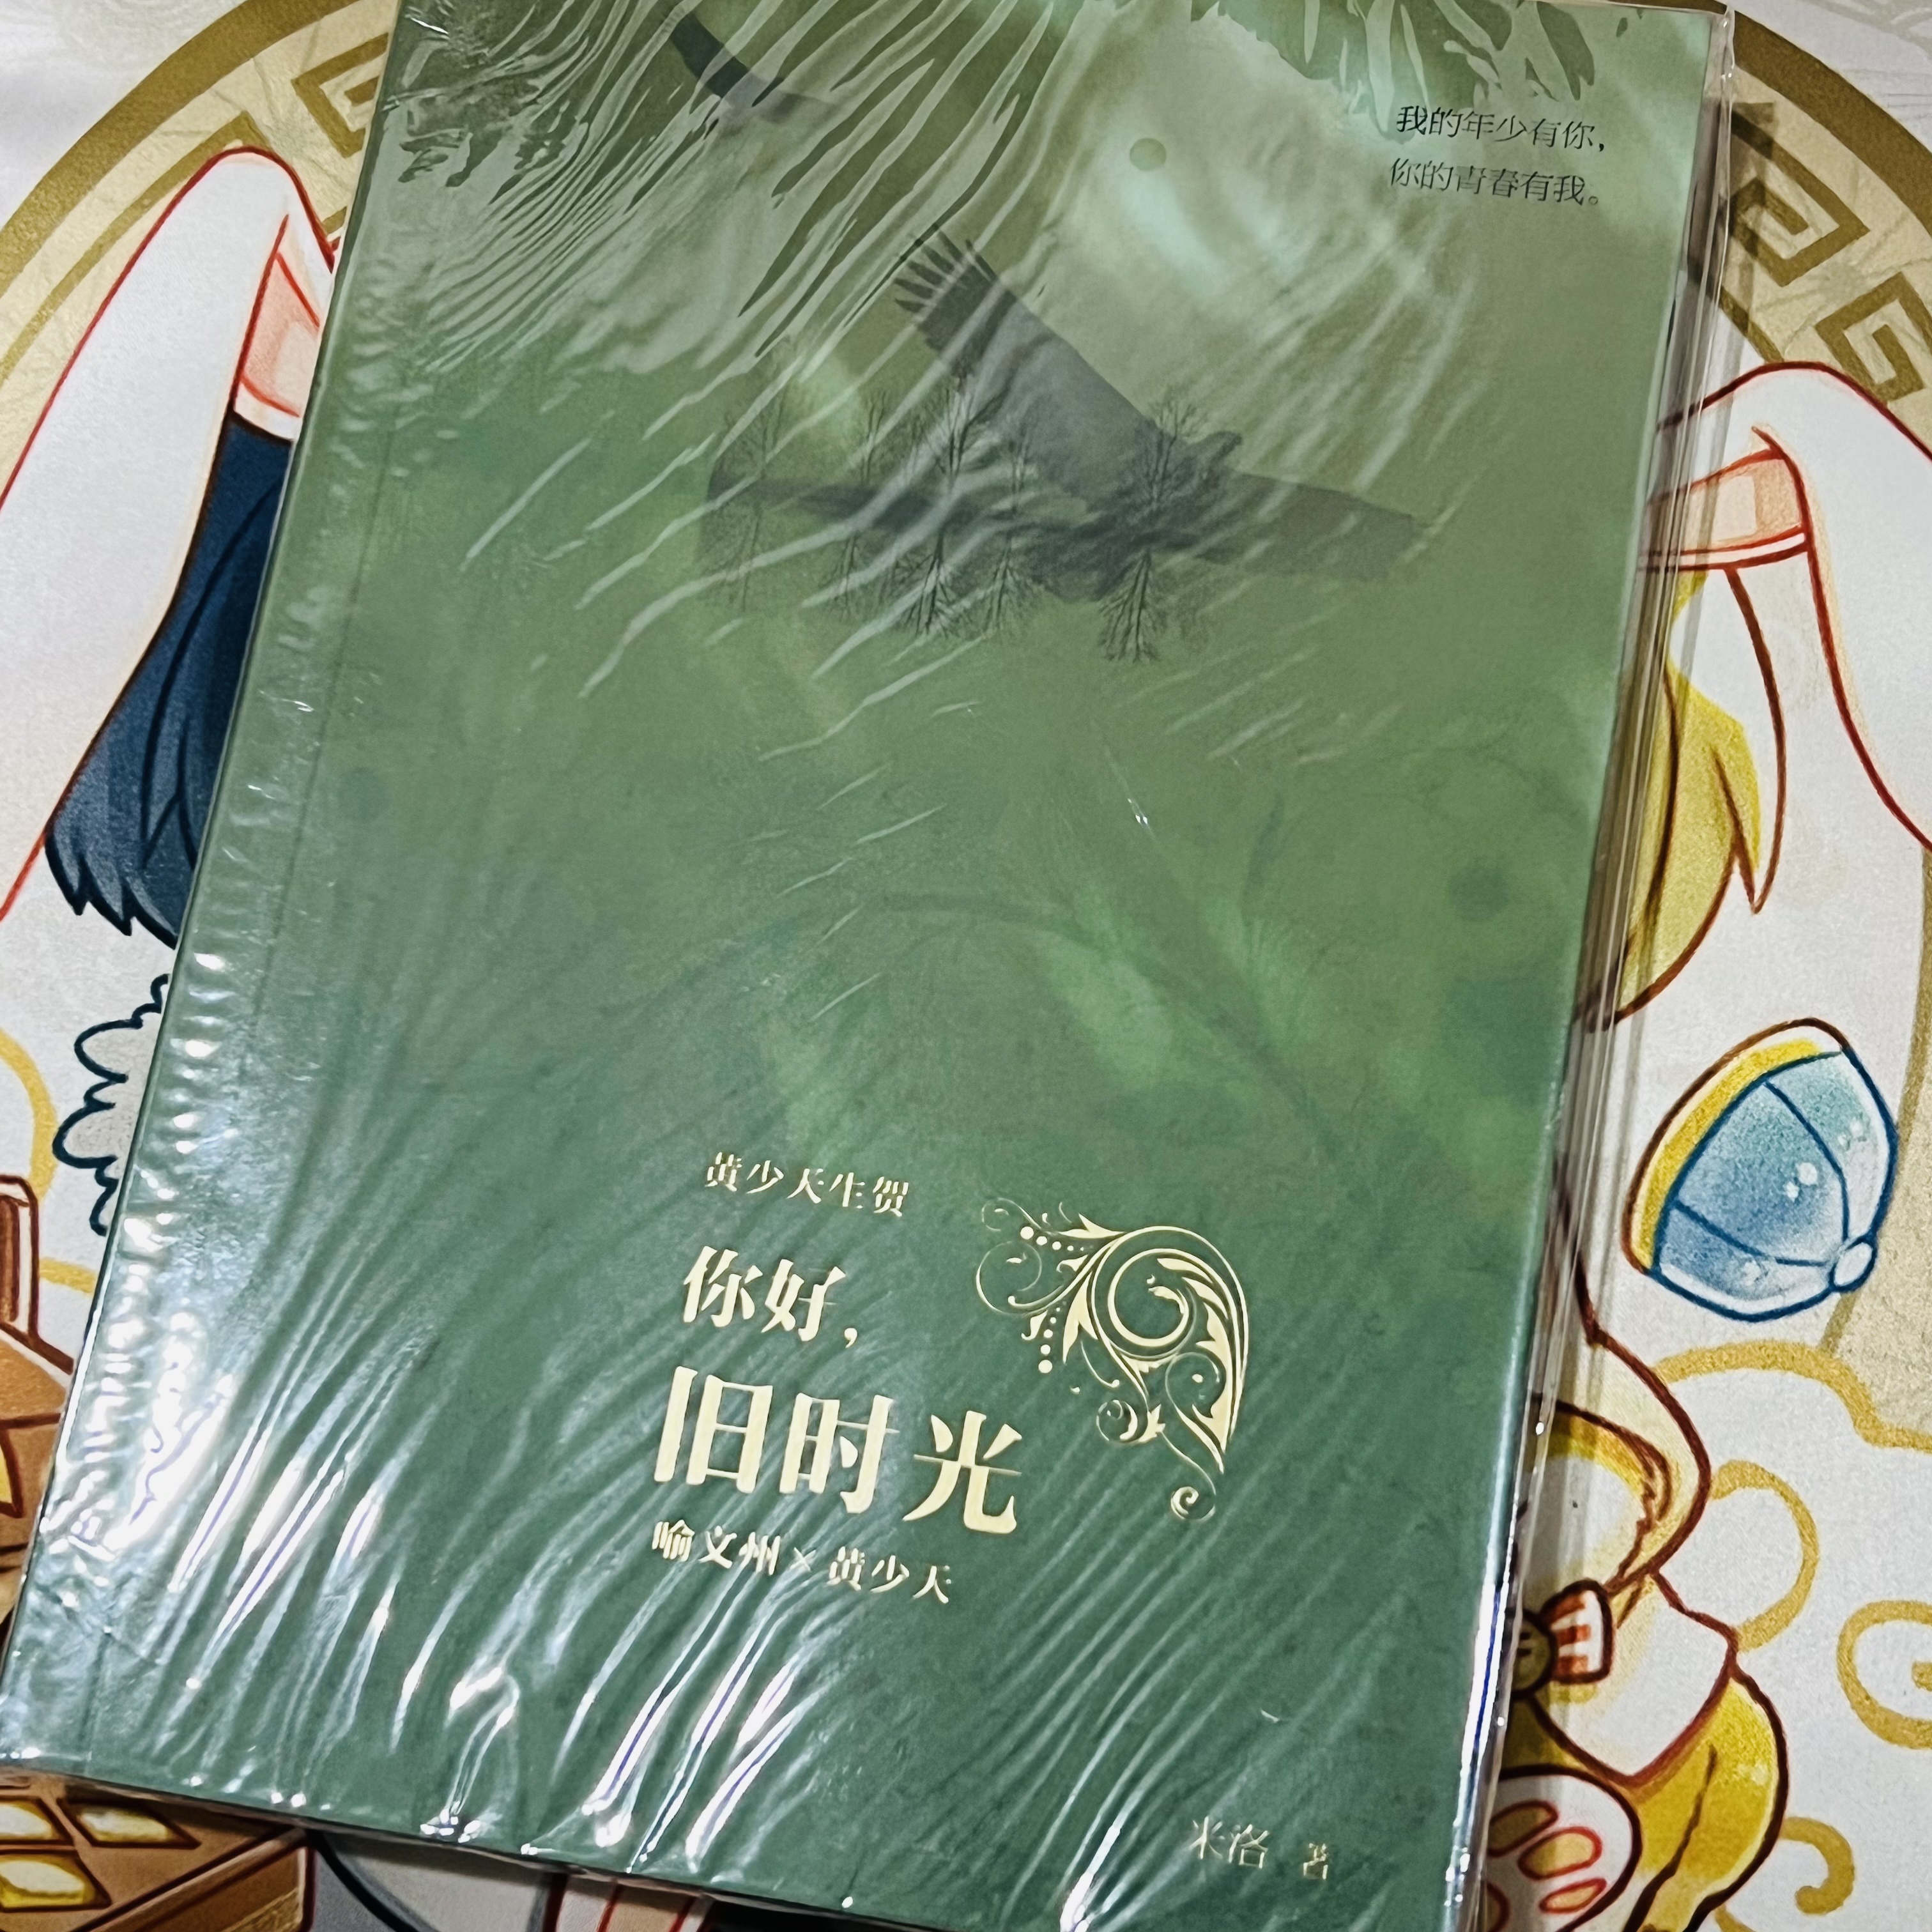 我的年少有你，
你的青春有我。
黄少天生贺
你好，
旧时光
喻文州×黄少天
米洛 著